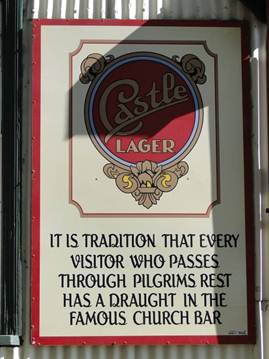 Castle
LAGER
IT IS TRADITION THAT EVERY
VISITOR WHO PASSES
THROUGH PILGRIMS REST
HAS A DRAUGHT IN THE
FAMOUS CHURCH BAR